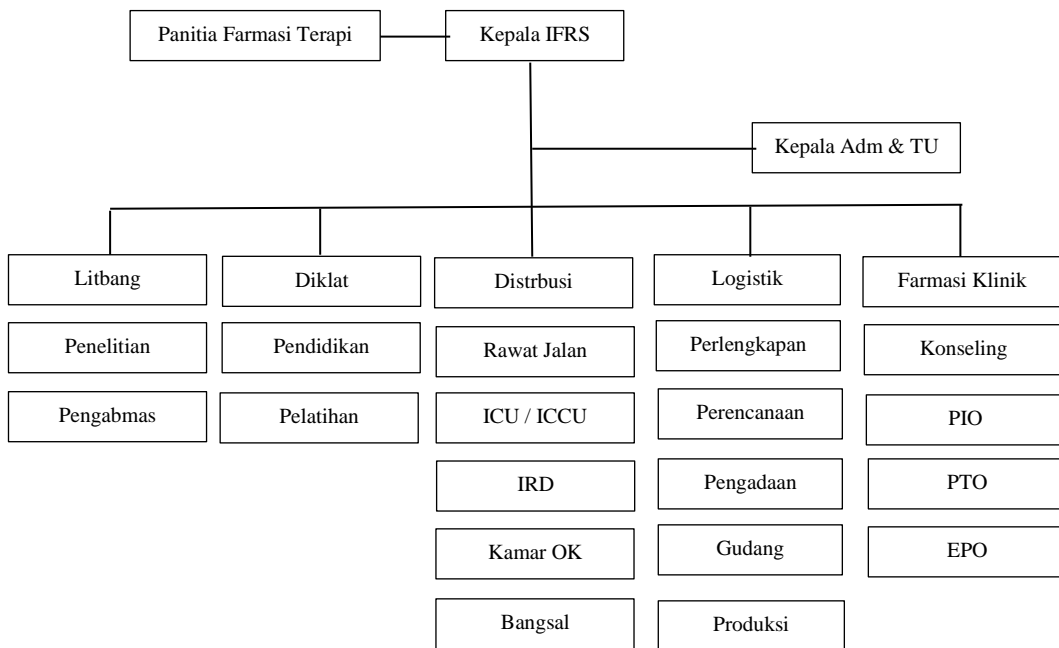 Panitia Farmasi Terapi
Kepala IFRS
Kepala Adm & TU
Litbang
Diklat
Distrbusi
Logistik
Farmasi Klinik
Penelitian
Pendidikan
Rawat Jalan
Perlengkapan
Konseling
Pengabmas
Pelatihan
ICU / ICCU
Perencanaan
PIO
IRD
Pengadaan
PTO
Kamar OK
Gudang
EPO
Bangsal
Produksi